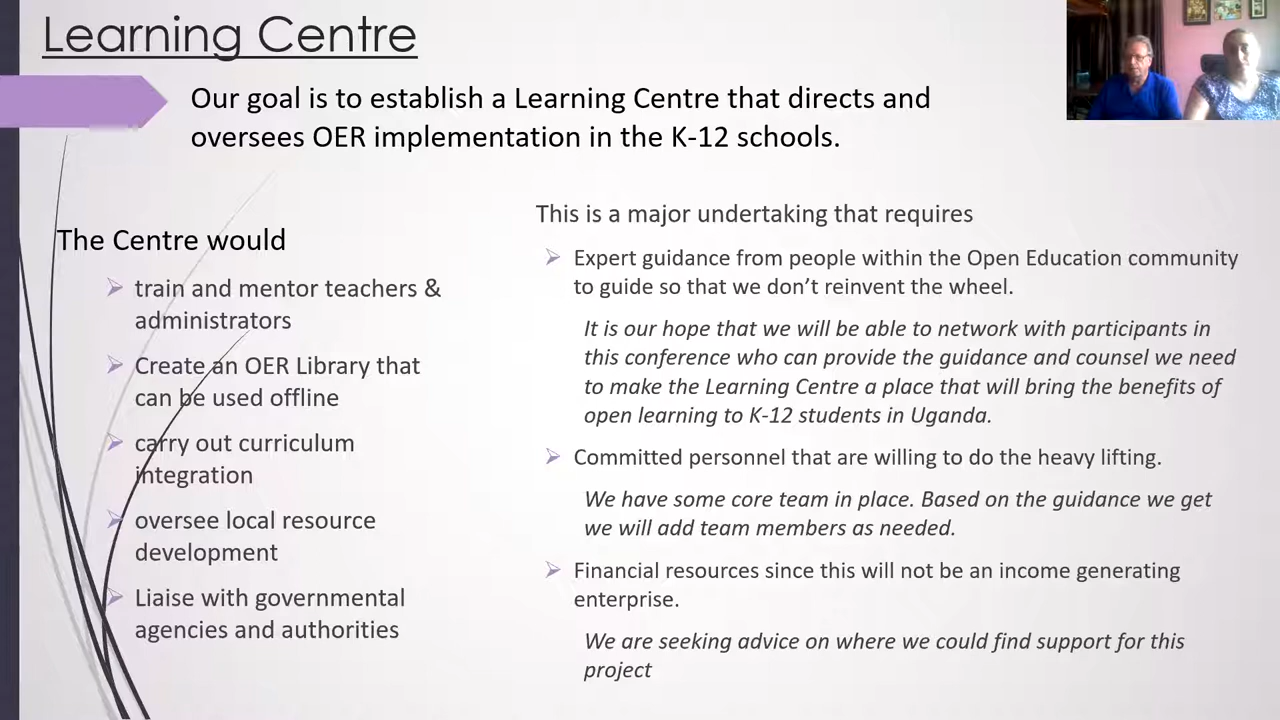 Learning Centre
Our goal is to establish a Learning Centre that directs and
oversees OER implementation in the K-12 schools.
The Centre would
train and mentor teachers &
administrators
Create an OER Library that
can be used offline
carry out curriculum
integration
oversee local resource
development
Liaise with governmental
agencies and authorities
This is a major undertaking that requires
Expert guidance from people within the Open Education community
to guide so that we don’t reinvent the wheel.
It is our hope that we will be able to network with participants in
this conference who can provide the guidance and counsel we need
to make the Learning Centre a place that will bring the benefits of
open learning to K-12 students in Uganda.
Committed personnel that are willing to do the heavy lifting.
We have some core team in place. Based on the guidance we get
we will add team members as needed.
Financial resources since this will not be an income generating
enterprise.
We are seeking advice on where we could find support for this
project